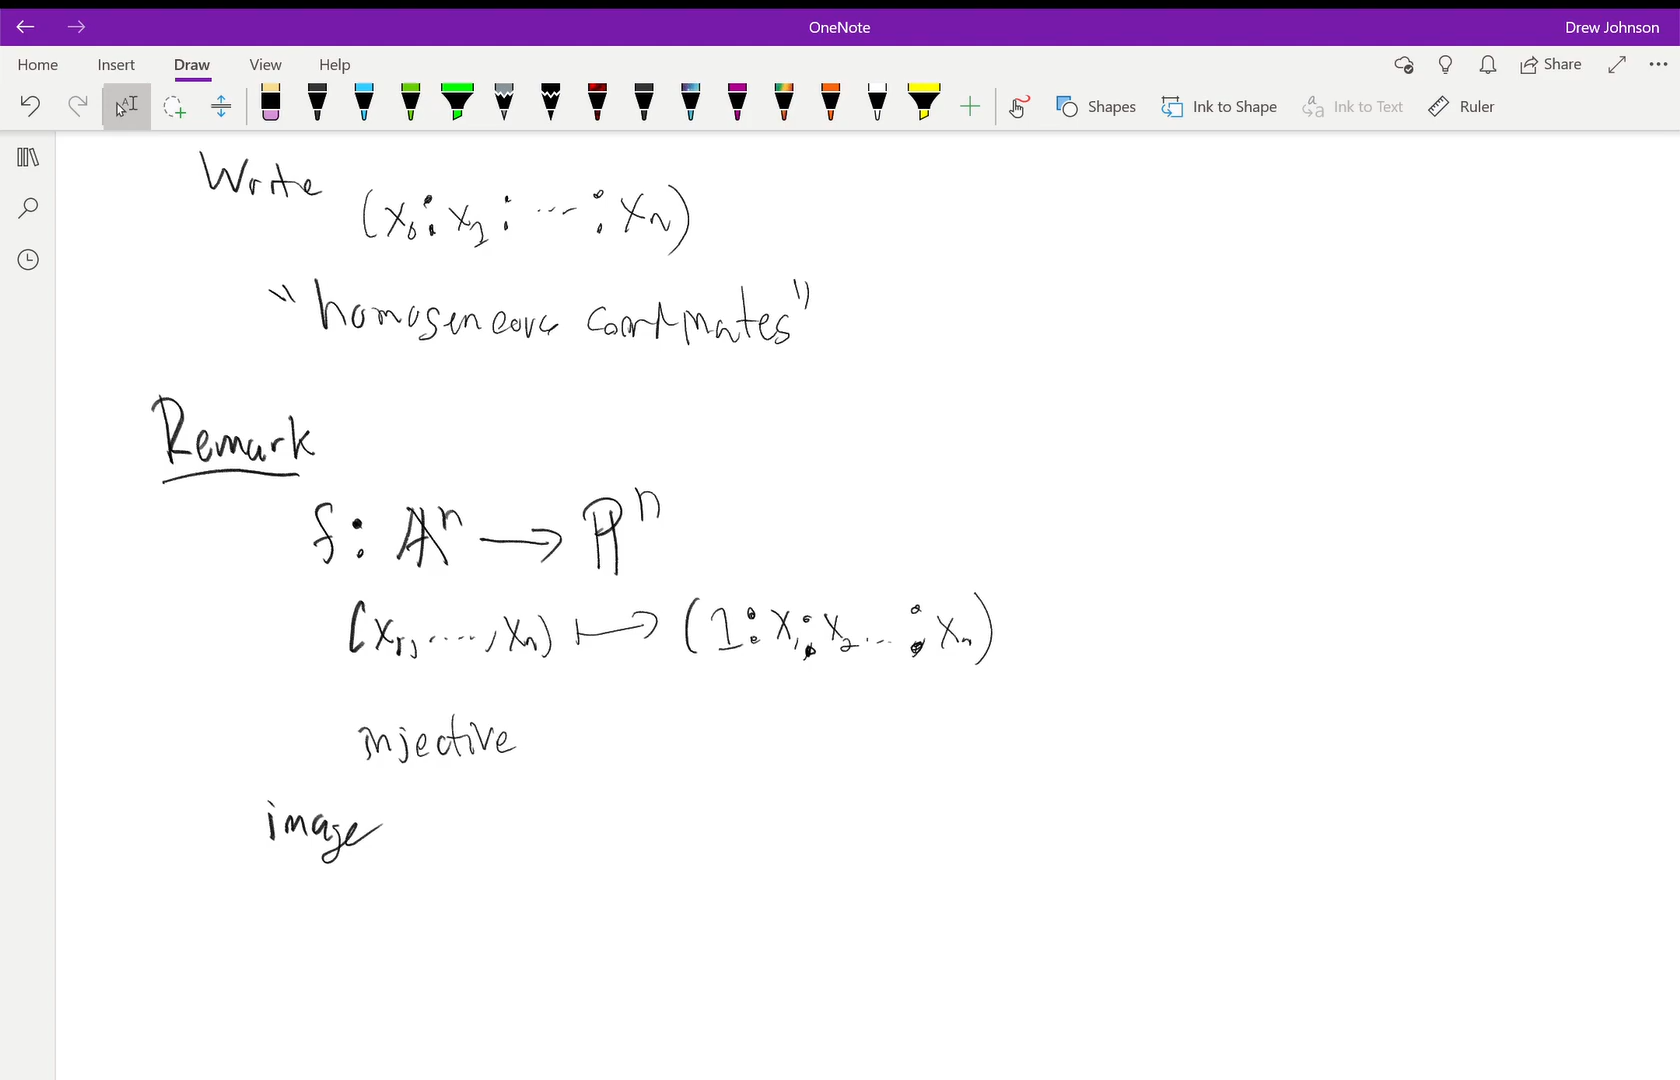 OneNote
Drew Johnson
Home Insert Draw View Help
Share
Shapes Ink to Shape Ink to Text Ruler
Write (x₀ : x₁ : ... : xₙ)
"homogeneous coordinates"
Remark
f : 𝔸ⁿ → ℙⁿ
(x₁, ...., xₙ) ↦ (1 : x₁ : x₂ ... : xₙ)
injective
image